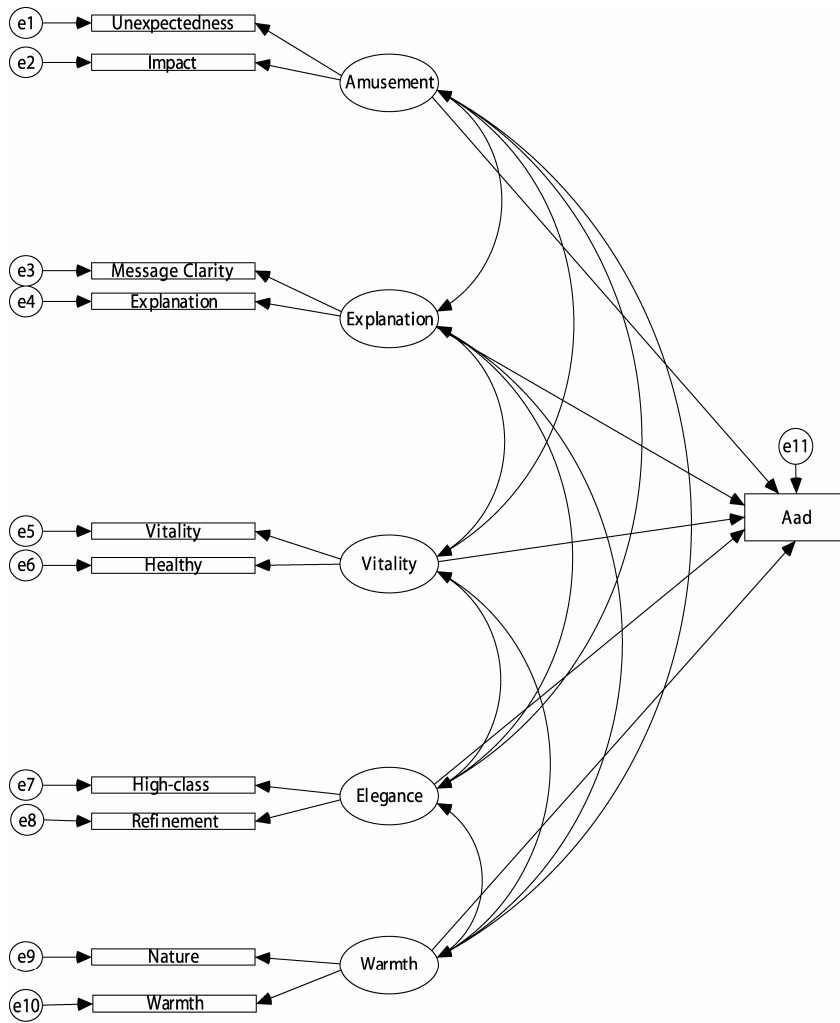 e1
Unexpectedness
e2
Impact
Amusement
e3
Message Clarity
e4
Explanation
Explanation
e11
Aad
e5
Vitality
e6
Healthy
Vitality
e7
High-class
e8
Refinement
Elegance
e9
Nature
e10
Warmth
Warmth